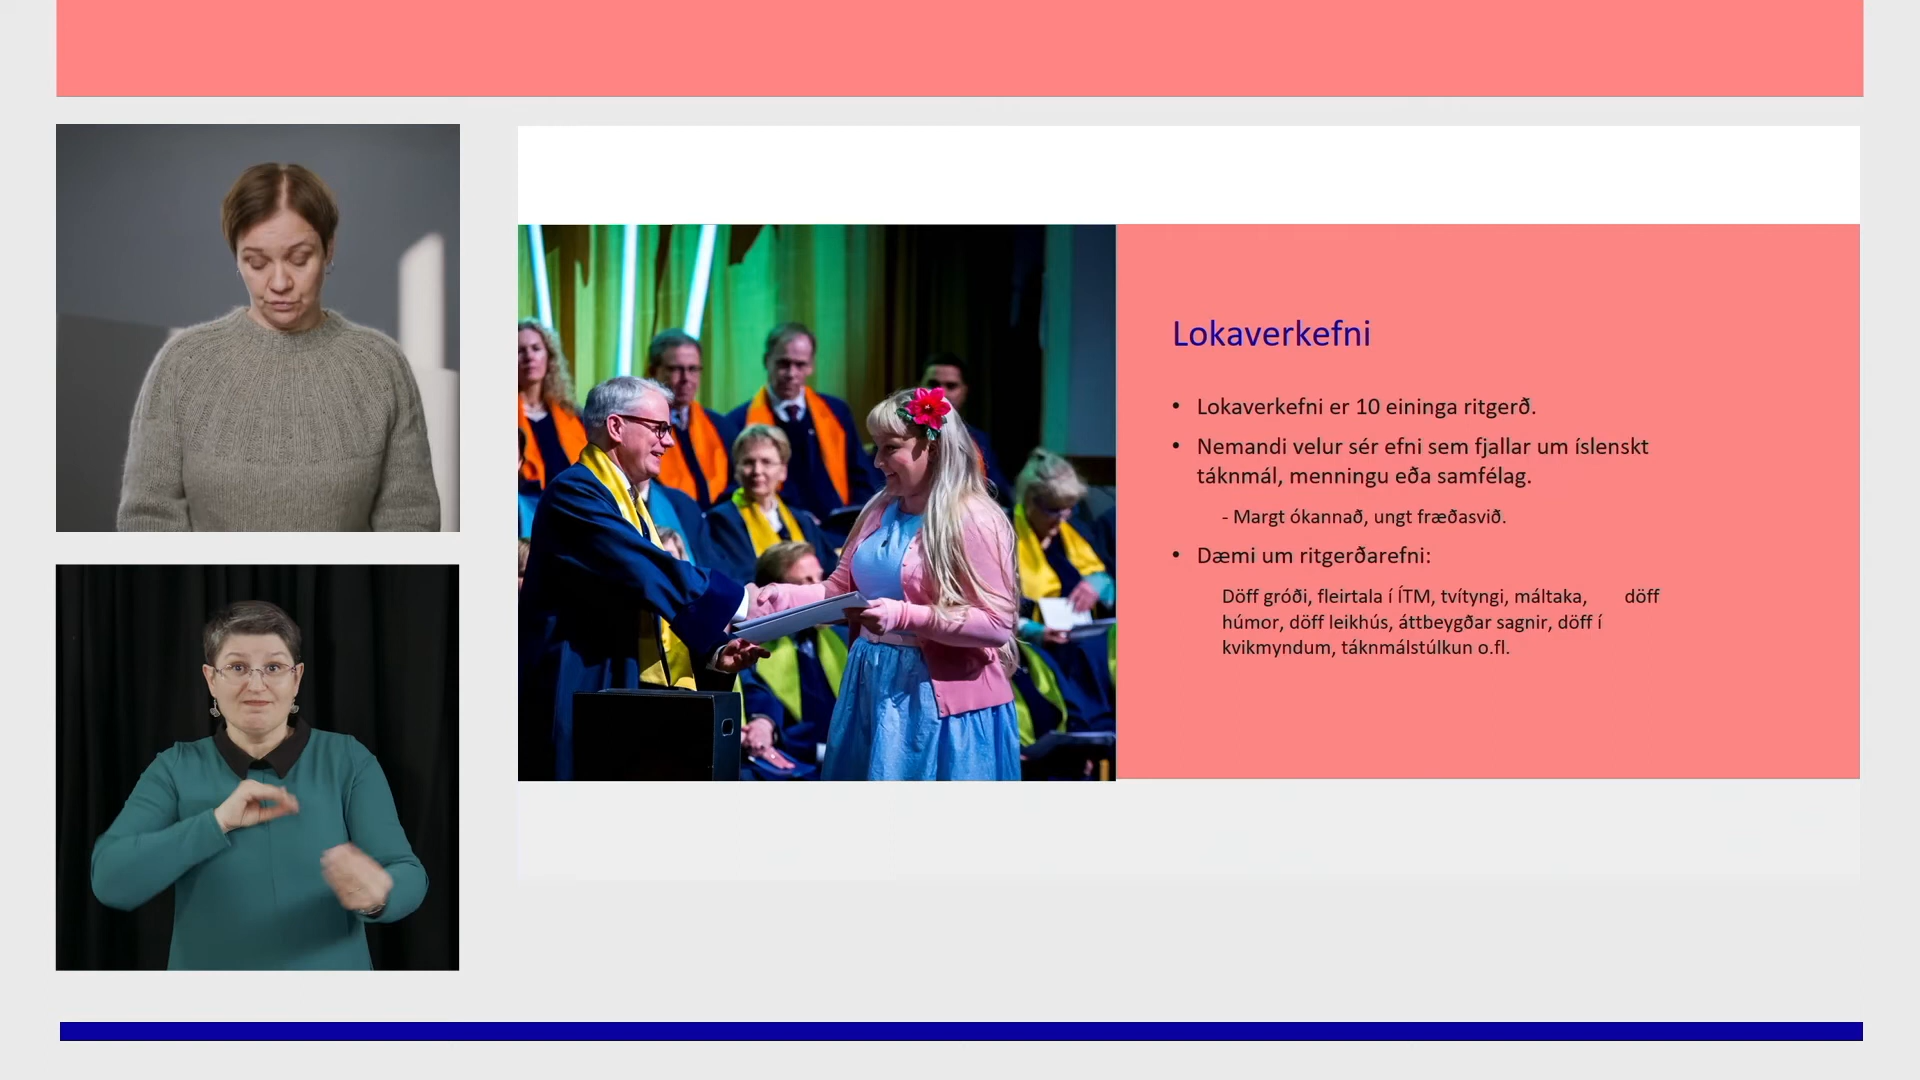 Lokaverkefni
• Lokaverkefni er 10 eininga ritgerð.
• Nemandi velur sér efni sem fjallar um íslenskt
táknmál, menningu eða samfélag.
- Margt ókannað, ungt fræðasvið.
• Dæmi um ritgerðarefni:
Döff gróði, fleirtala í ÍTM, tvítyngi, máltaka, döff
húmor, döff leikhús, áttbeygðar sagnir, döff í
kvikmyndum, táknmálstúlkun o.fl.